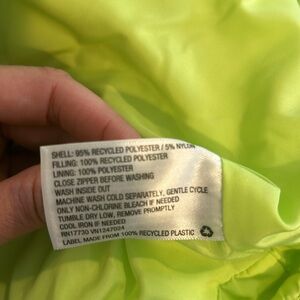 SHELL: 95% RECYCLED POLYESTER / 5% NYLON
FILLING: 100% RECYCLED POLYESTER
LINING: 100% POLYESTER
CLOSE ZIPPER BEFORE WASHING
WASH INSIDE OUT
MACHINE WASH COLD SEPARATELY, GENTLE CYCLE
ONLY NON-CHLORINE BLEACH IF NEEDED
TUMBLE DRY LOW, REMOVE PROMPTLY
COOL IRON IF NEEDED
RN17730 VN1247024
LABEL MADE FROM 100% RECYCLED PLASTIC